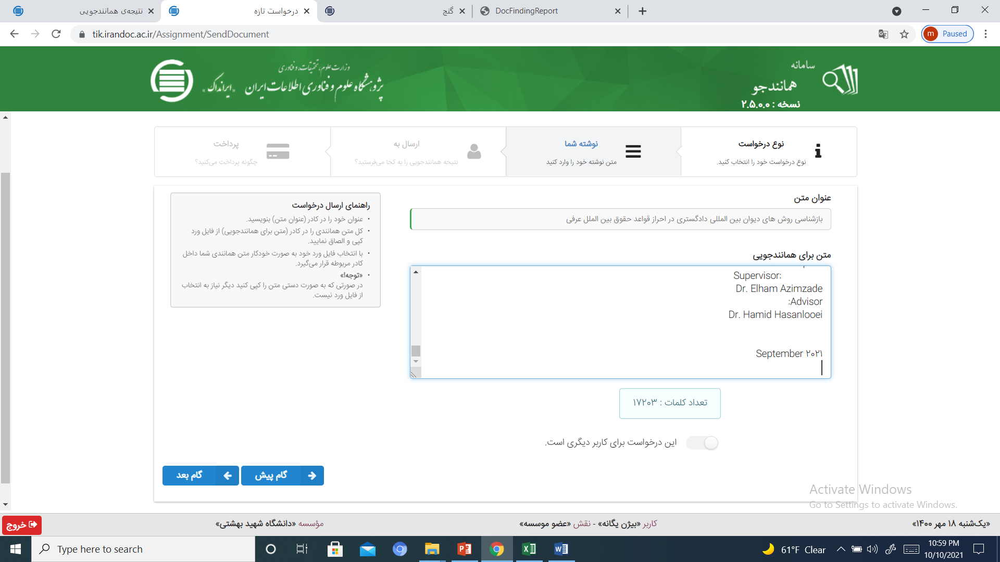 نتیجه‌ی همانندجویی
درخواست تازه
گنج
DocFindingReport
tik.irandoc.ac.ir/Assignment/SendDocument
m Paused
سامانه
همانندجو
نسخه : ۲.۵.۰.۰
وزارت علوم، تحقیقات، و فناوری
پژوهشگاه علوم و فناوری اطلاعات ایران «ایرانداک»
نوع درخواست
نوع درخواست خود را انتخاب کنید.
نوشته شما
متن نوشته خود را وارد کنید
ارسال به
نتیجه همانندجویی را به کجا می‌فرستید؟
پرداخت
چگونه پرداخت می‌کنید؟
عنوان متن
بازشناسی روش های دیوان بین المللی دادگستری در احراز قواعد حقوق بین الملل عرفی
متن برای همانندجویی
Supervisor:
Dr. Elham Azimzade
:Advisor
Dr. Hamid Hasanlooei
September ۲۰۲۱
تعداد کلمات : ۱۷۲۰۳
این درخواست برای کاربر دیگری است.
راهنمای ارسال درخواست
• عنوان خود را در کادر (عنوان متن) بنویسید.
• کل متن همانندی را در کادر (متن برای همانندجویی) از فایل ورد
کپی و الصاق نمایید.
• با انتخاب فایل ورد خود به صورت خودکار متن همانندی شما داخل
کادر مربوطه قرار می‌گیرد.
• «توجه!»
در صورتی که به صورت دستی متن را کپی کنید دیگر نیاز به انتخاب
از فایل ورد نیست.
گام پیش
گام بعد
Activate Windows
Go to Settings to activate Windows.
«یک‌شنبه ۱۸ مهر ۱۴۰۰»
کاربر «بیژن یگانه» - نقش «عضو موسسه»
مؤسسه «دانشگاه شهید بهشتی»
خروج
Type here to search
61°F Clear
10:59 PM
10/10/2021